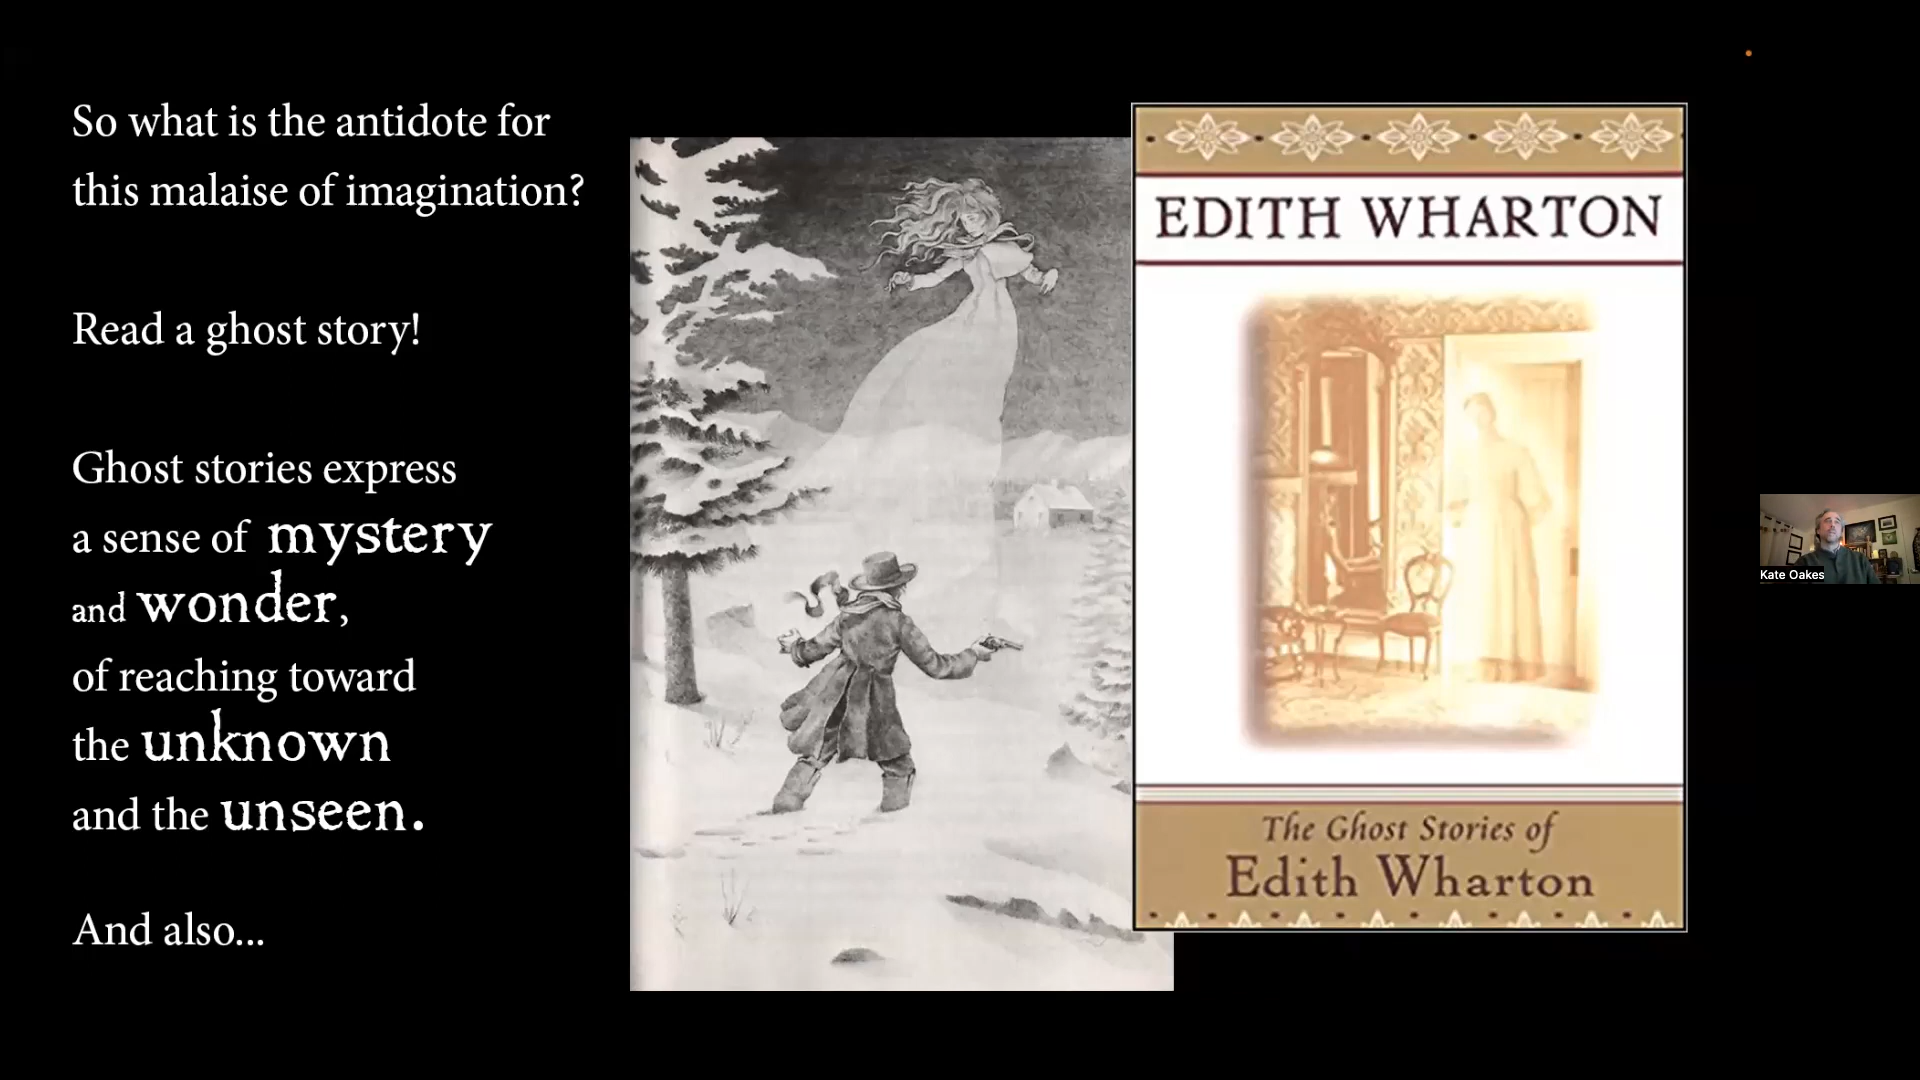 So what is the antidote for
this malaise of imagination?
Read a ghost story!
Ghost stories express
a sense of mystery
and wonder,
of reaching toward
the unknown
and the unseen.
And also...
EDITH WHARTON
The Ghost Stories of
Edith Wharton
Kate Oakes